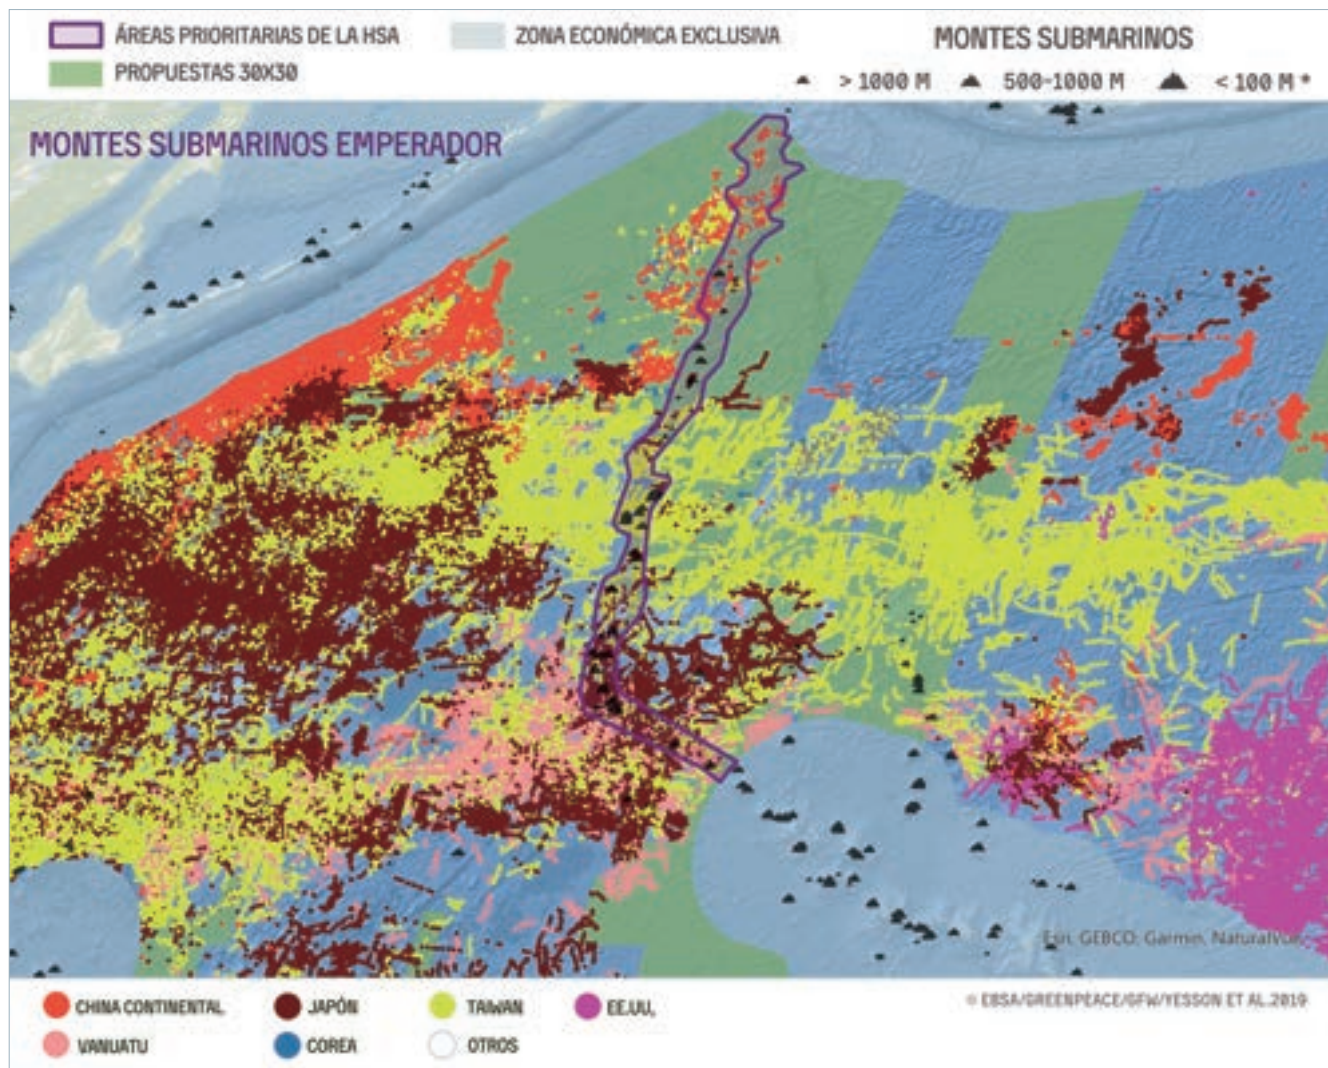 ÁREAS PRIORITARIAS DE LA HSA
ZONA ECONÓMICA EXCLUSIVA
MONTES SUBMARINOS
PROPUESTAS 30X30
> 1000 M
500-1000 M
< 100 M *
MONTES SUBMARINOS EMPERADOR
Esri, GEBCO, Garmin, NaturalVue
CHINA CONTINENTAL
JAPÓN
TAIWAN
EE.UU,
© EBSA/GREENPEACE/GFW/YESSON ET AL.2019
VANUATU
COREA
OTROS